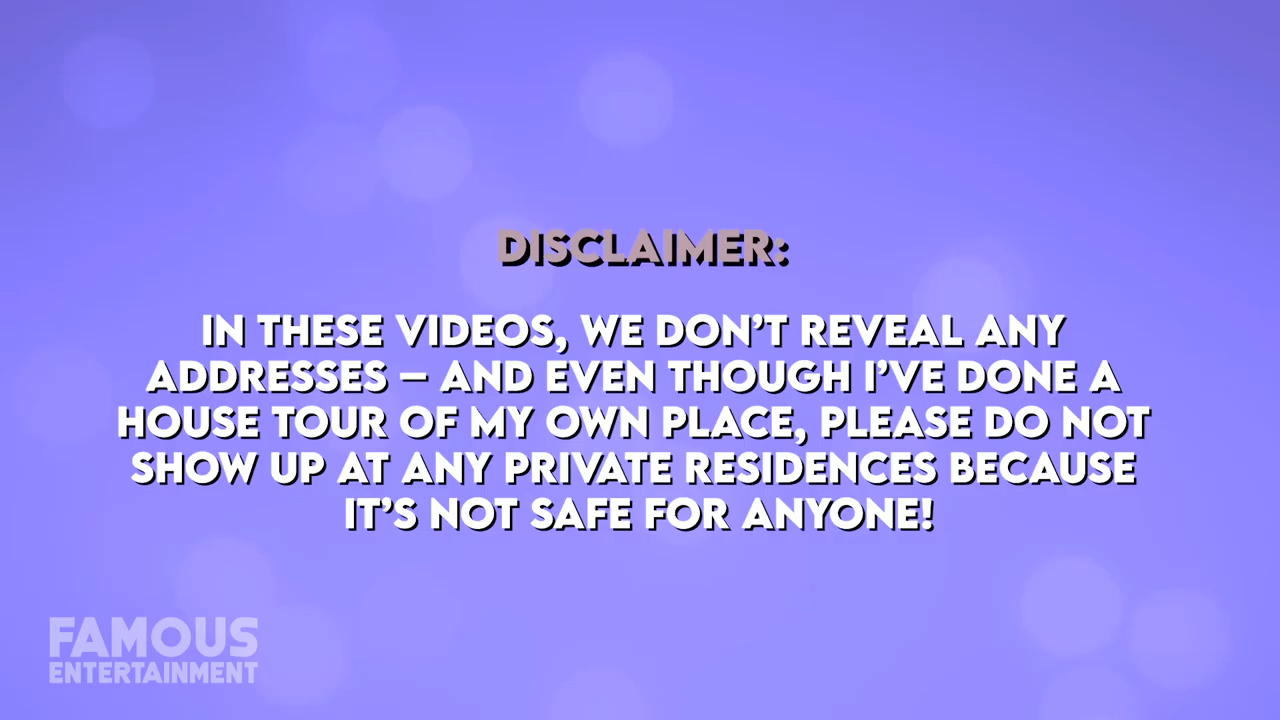 DISCLAIMER:
IN THESE VIDEOS, WE DON’T REVEAL ANY
ADDRESSES – AND EVEN THOUGH I’VE DONE A
HOUSE TOUR OF MY OWN PLACE, PLEASE DO NOT
SHOW UP AT ANY PRIVATE RESIDENCES BECAUSE
IT’S NOT SAFE FOR ANYONE!
FAMOUS
ENTERTAINMENT